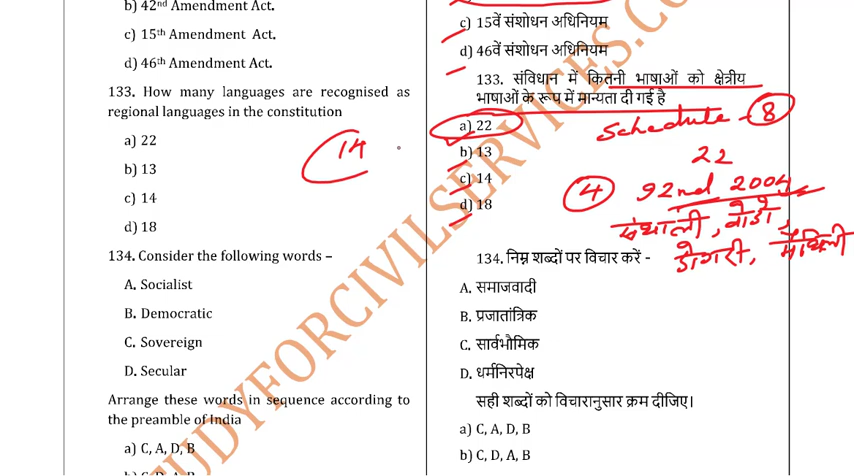 b) 42nd Amendment Act.
c) 15th Amendment Act.
d) 46th Amendment Act.
133. How many languages are recognised as
regional languages in the constitution
a) 22
b) 13
c) 14
d) 18
14
134. Consider the following words –
A. Socialist
B. Democratic
C. Sovereign
D. Secular
Arrange these words in sequence according to
the preamble of India
a) C, A, D, B
c) 15वें संशोधन अधिनियम
d) 46वें संशोधन अधिनियम
133. संविधान में कितनी भाषाओं को क्षेत्रीय
भाषाओं के रूप में मान्यता दी गई है
a) 22
b) 13
c) 14
d) 18
Schedule - 8
22
4 92nd 2004
संथाली, बोडो,
डोगरी, मैथिली
134. निम्न शब्दों पर विचार करें -
A. समाजवादी
B. प्रजातांत्रिक
C. सार्वभौमिक
D. धर्मनिरपेक्ष
सही शब्दों को विचारानुसार क्रम दीजिए।
a) C, A, D, B
b) C, D, A, B
STUDYFORCIVILSERVICES.COM